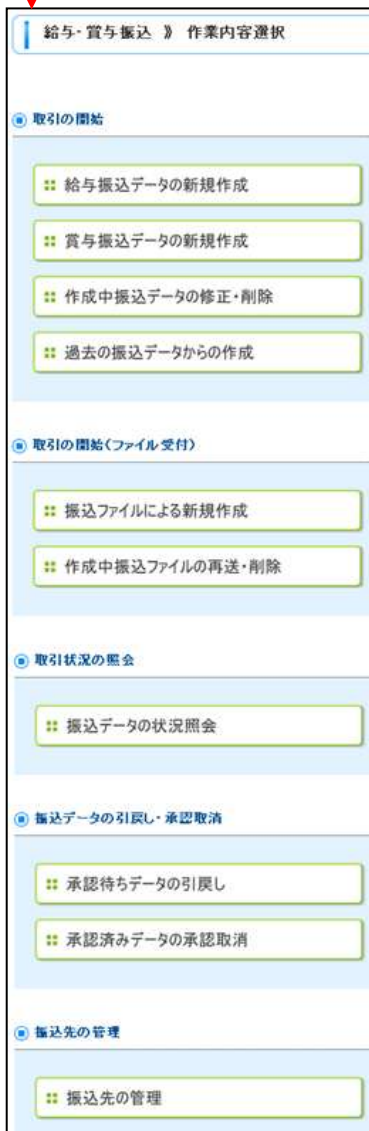 給与・賞与振込 》 作業内容選択
取引の開始
給与振込データの新規作成
賞与振込データの新規作成
作成中振込データの修正・削除
過去の振込データからの作成
取引の開始(ファイル受付)
振込ファイルによる新規作成
作成中振込ファイルの再送・削除
取引状況の照会
振込データの状況照会
振込データの引戻し・承認取消
承認待ちデータの引戻し
承認済みデータの承認取消
振込先の管理
振込先の管理